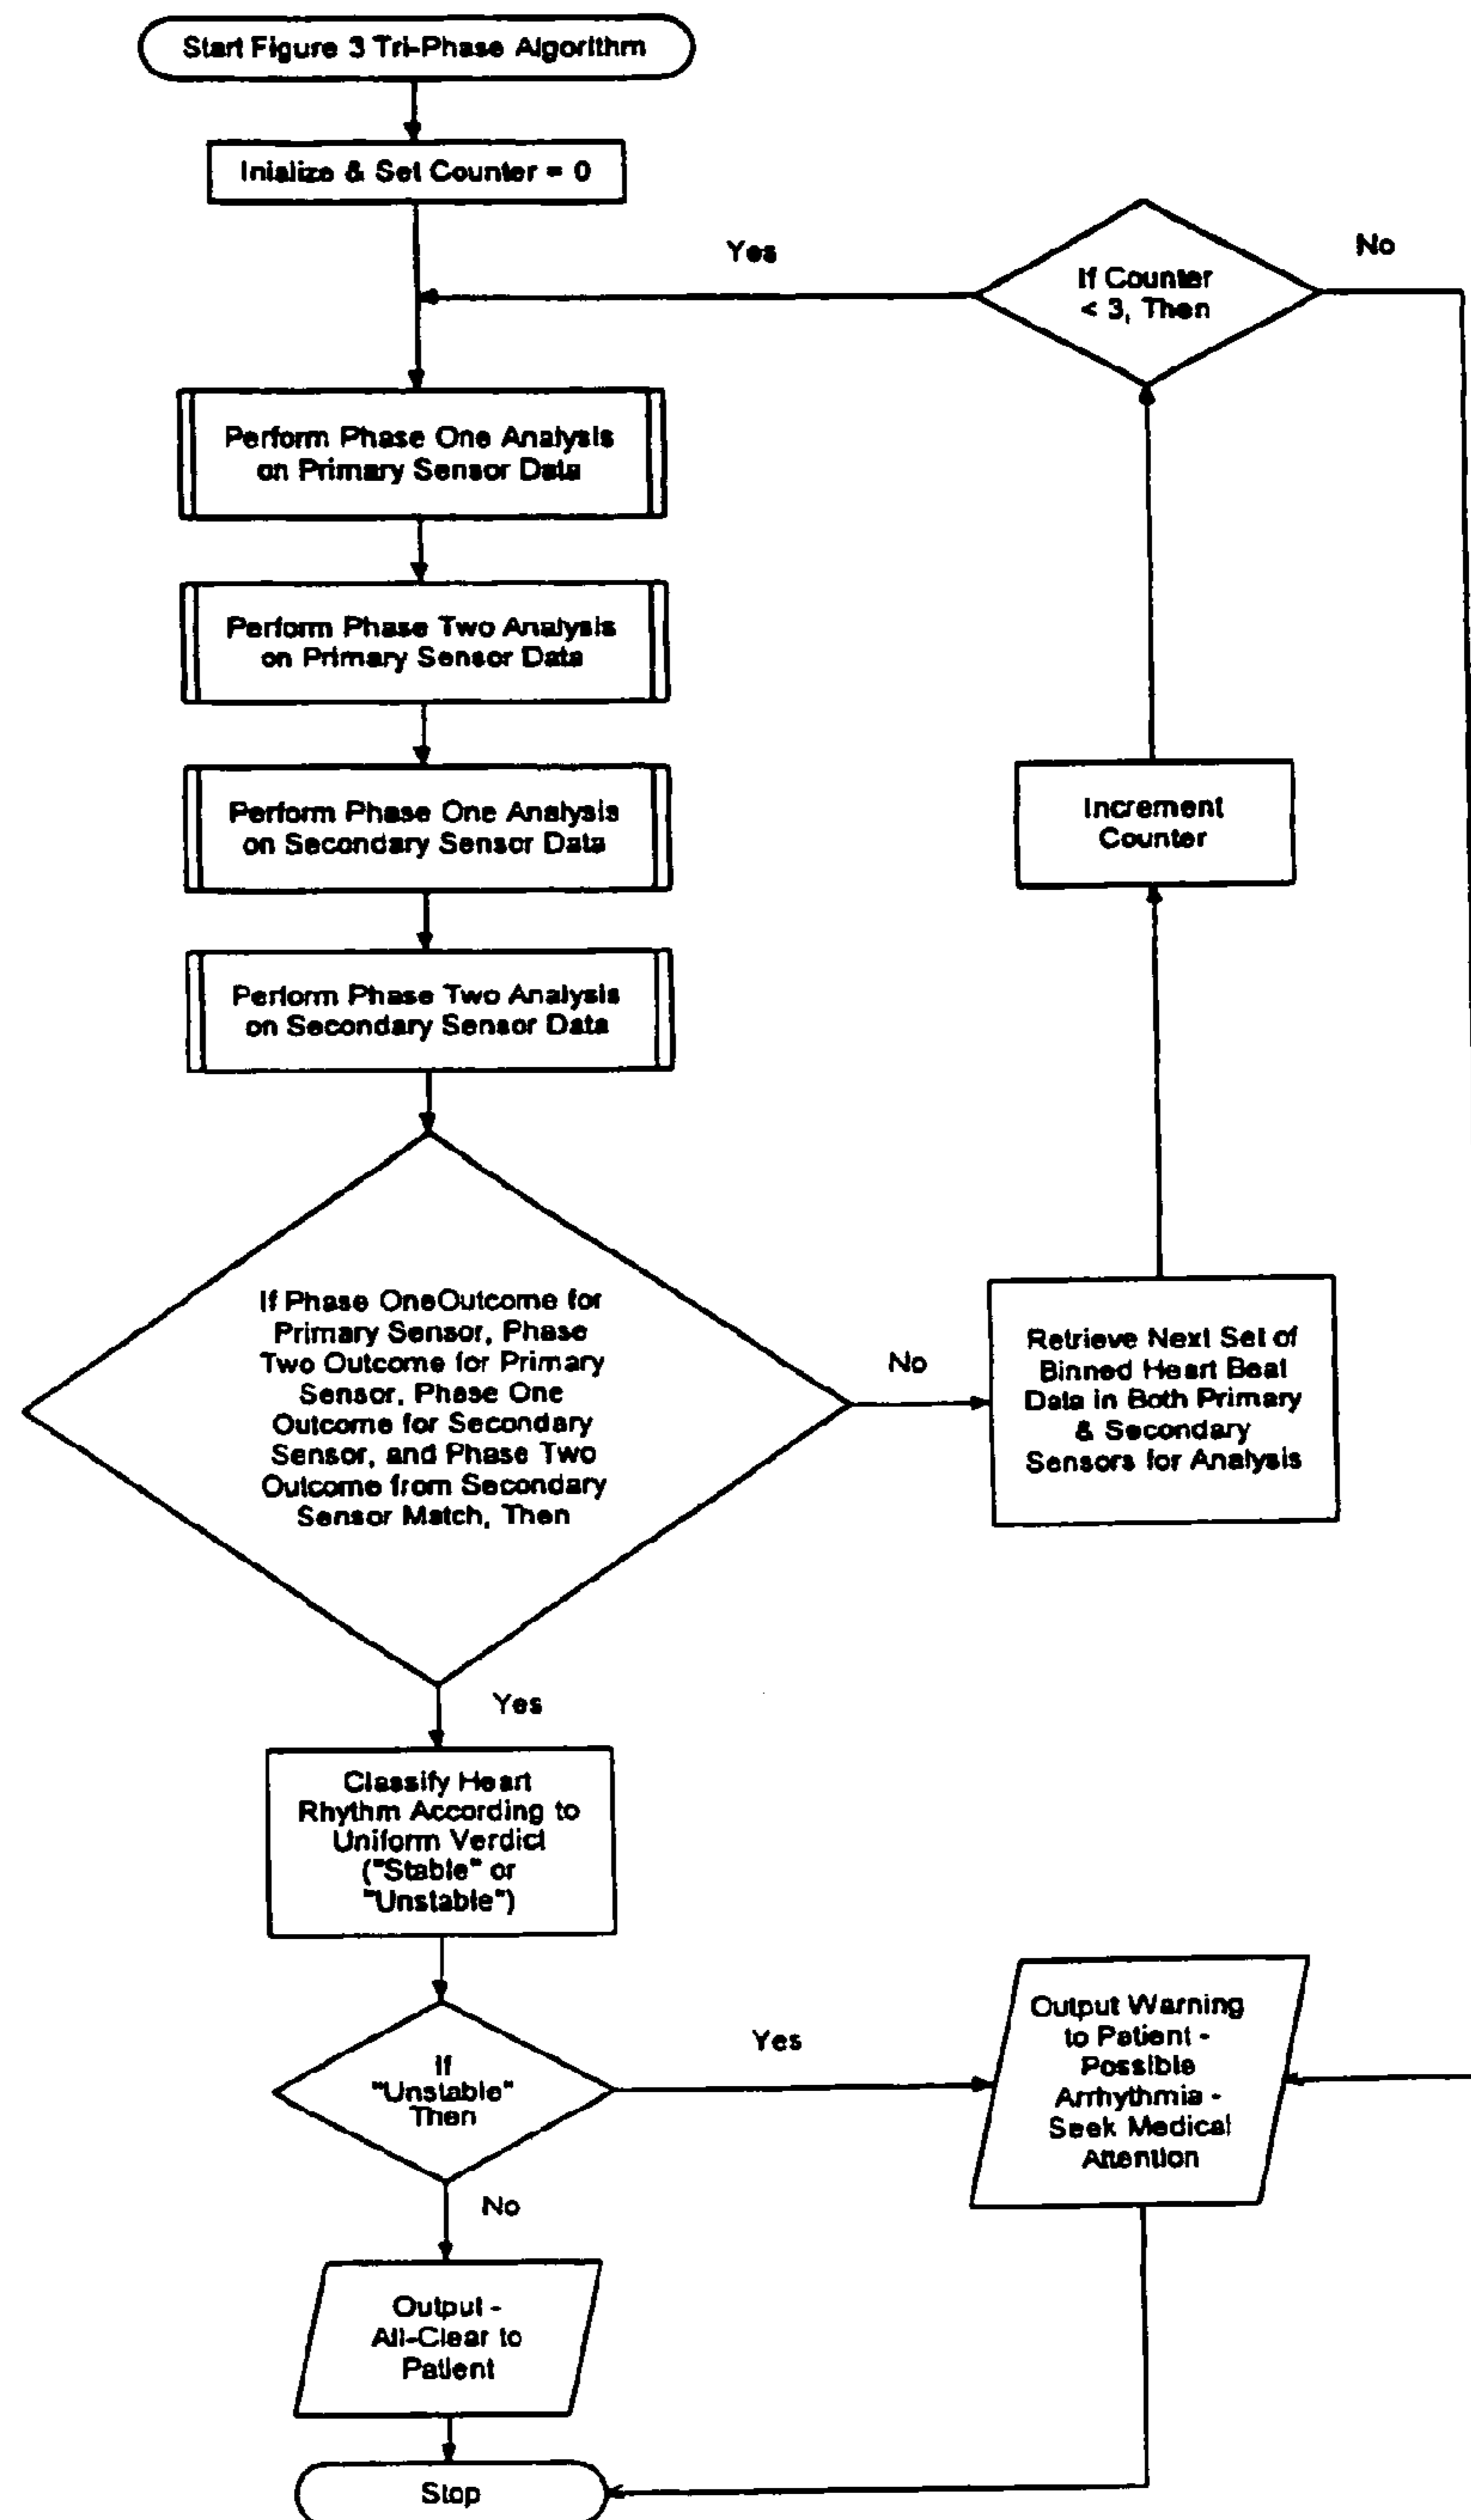 Start Figure 3 Tri-Phase Algorithm
Inialize & Set Counter = 0
Yes
If Counter
< 3, Then
No
Perform Phase One Analysis
on Primary Sensor Data
Perform Phase Two Analysis
on Primary Sensor Data
Perform Phase One Analysis
on Secondary Sensor Data
Increment
Counter
Perform Phase Two Analysis
on Secondary Sensor Data
If Phase OneOutcome for
Primary Sensor, Phase
Two Outcome for Primary
Sensor, Phase One
Outcome for Secondary
Sensor, and Phase Two
Outcome from Secondary
Sensor Match, Then
No
Retrieve Next Set of
Binned Heart Beat
Data in Both Primary
& Secondary
Sensors for Analysis
Yes
Classify Heart
Rhythm According to
Uniform Verdict
("Stable" or
"Unstable")
If
"Unstable"
Then
Yes
Output Warning
to Patient -
Possible
Arrhythmia -
Seek Medical
Attention
No
Output -
All-Clear to
Patient
Stop